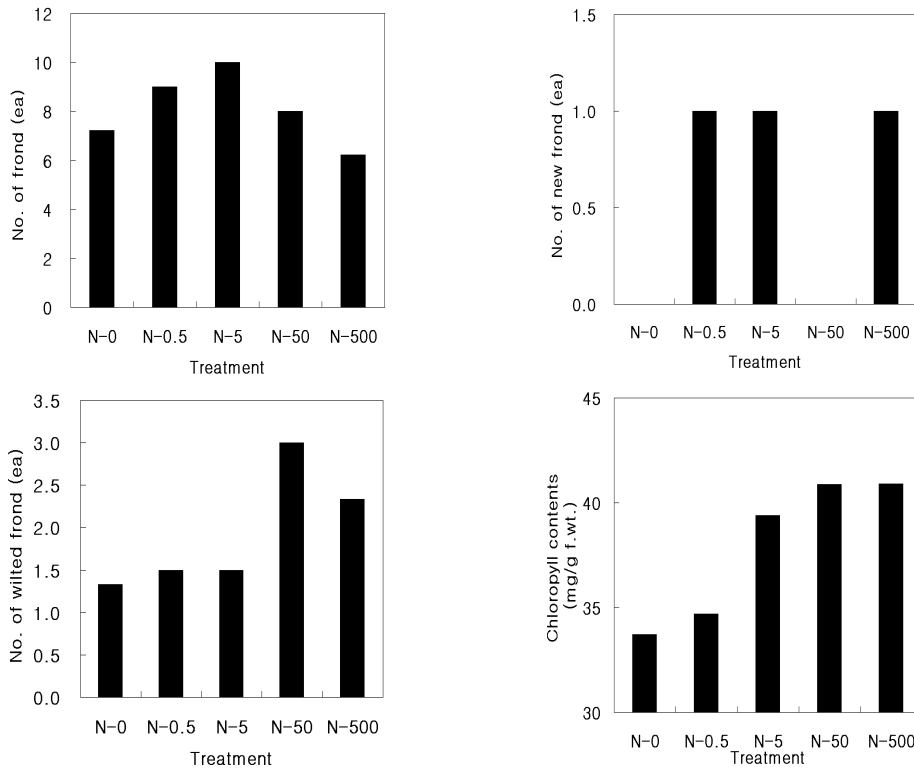 No. of frond (ea)
12
10
8
6
4
2
0
N-0 N-0.5 N-5 N-50 N-500
Treatment
No. of new frond (ea)
1.5
1.0
0.5
0.0
N-0 N-0.5 N-5 N-50 N-500
Treatment
No. of wilted frond (ea)
3.5
3.0
2.5
2.0
1.5
1.0
0.5
0.0
N-0 N-0.5 N-5 N-50 N-500
Treatment
Chloropyll contents
(mg/g f.wt.)
45
40
35
30
N-0 N-0.5 N-5 N-50 N-500
Treatment